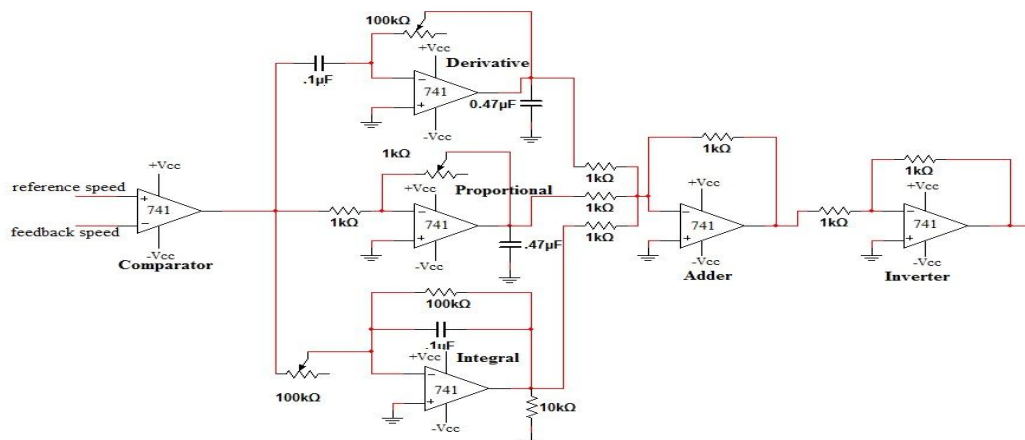 100kΩ
+Vcc
Derivative
.1µF
741
0.47µF
-Vcc
1kΩ
+Vcc
Proportional
1kΩ
741
.47µF
-Vcc
reference speed
feedback speed
+Vcc
741
-Vcc
Comparator
100kΩ
.1uF
+Vcc
Integral
741
100kΩ
-Vcc
10kΩ
1kΩ
1kΩ
1kΩ
1kΩ
+Vcc
741
-Vcc
Adder
1kΩ
1kΩ
+Vcc
741
-Vcc
Inverter